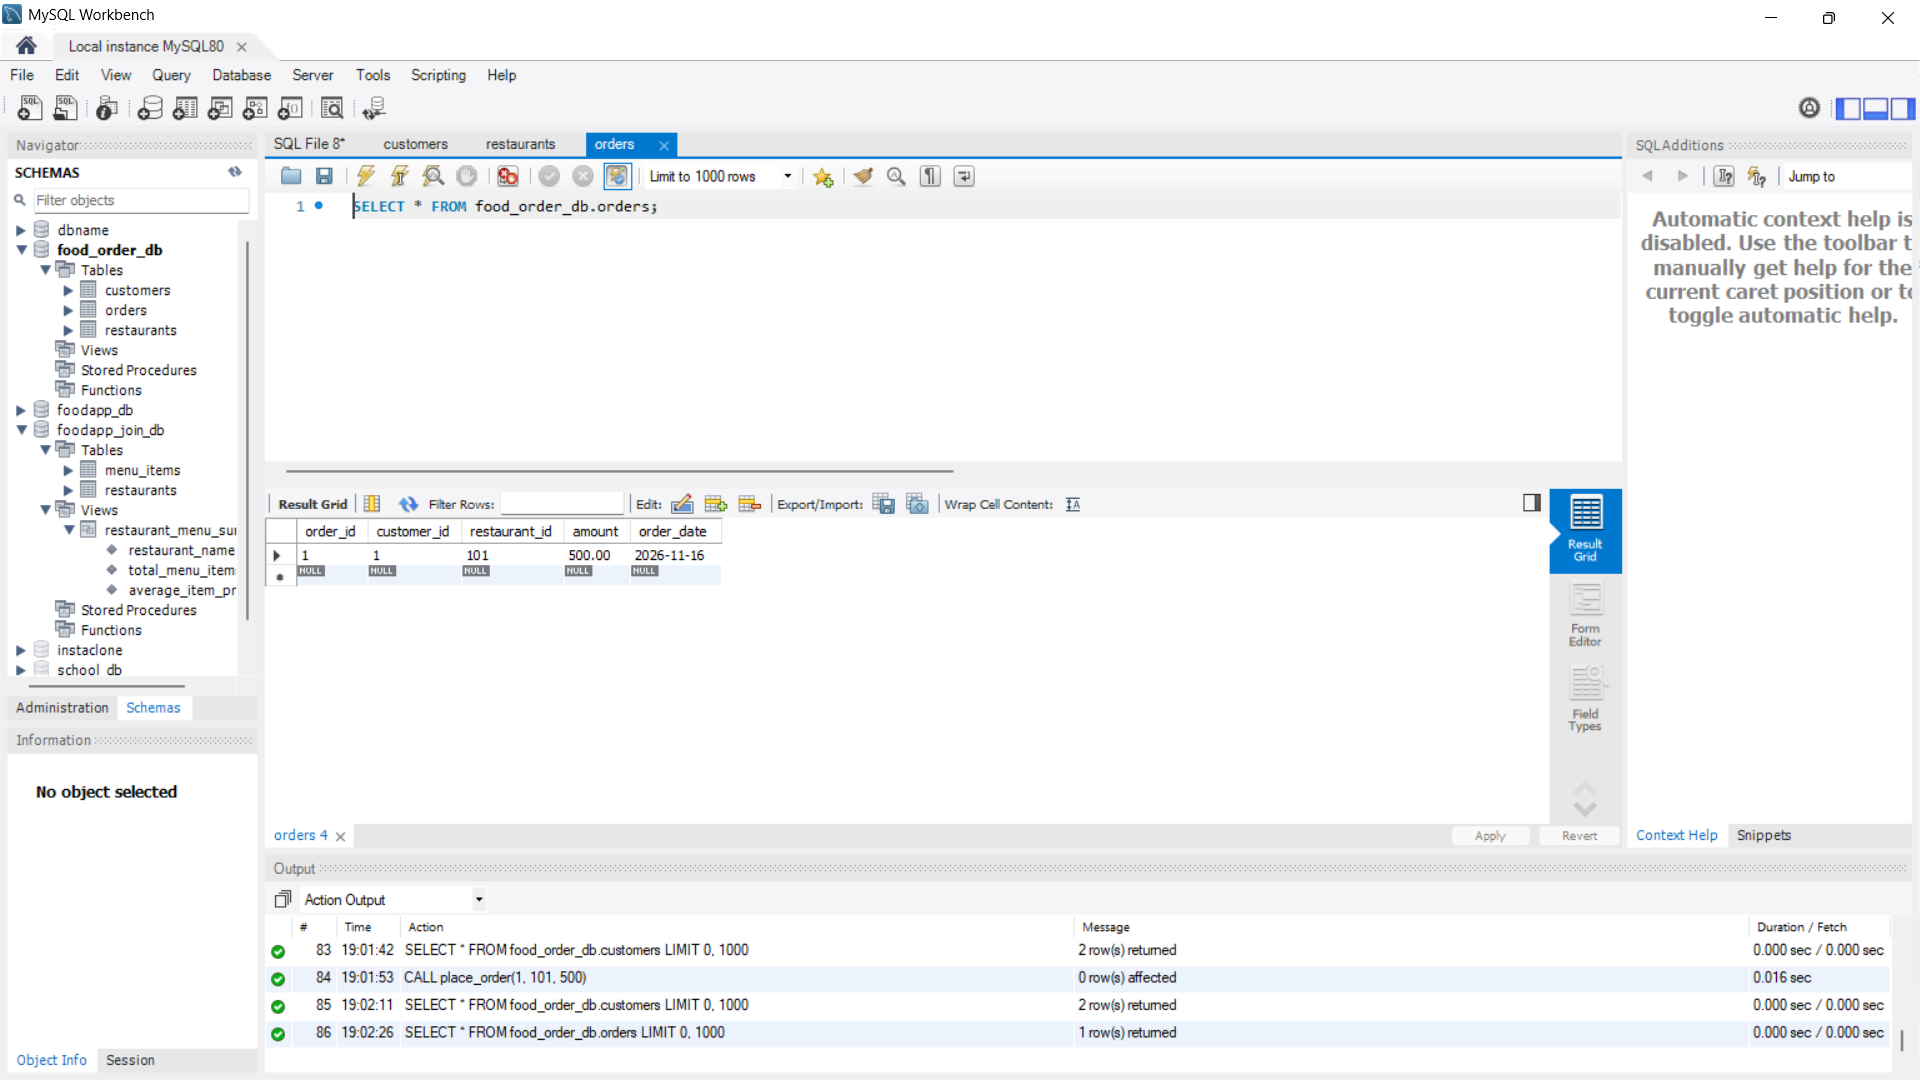 MySQL Workbench
Local instance MySQL80
File Edit View Query Database Server Tools Scripting Help
Navigator
SCHEMAS
Filter objects
dbname
food_order_db
Tables
customers
orders
restaurants
Views
Stored Procedures
Functions
foodapp_db
foodapp_join_db
Tables
menu_items
restaurants
Views
restaurant_menu_sur
restaurant_name
total_menu_item
average_item_pr
Stored Procedures
Functions
instaclone
school_db
Administration Schemas
Information
No object selected
Object Info Session
SQL File 8* customers restaurants orders
Limit to 1000 rows
1 SELECT * FROM food_order_db.orders;
Result Grid Filter Rows: Edit: Export/Import: Wrap Cell Content:
order_id customer_id restaurant_id amount order_date
1 1 101 500.00 2026-11-16
NULL NULL NULL NULL NULL
Result Grid
Form Editor
Field Types
orders 4 Apply Revert
SQLAdditions
Jump to
Automatic context help is
disabled. Use the toolbar t
manually get help for the
current caret position or to
toggle automatic help.
Context Help Snippets
Output
Action Output
# Time Action Message Duration / Fetch
83 19:01:42 SELECT * FROM food_order_db.customers LIMIT 0, 1000 2 row(s) returned 0.000 sec / 0.000 sec
84 19:01:53 CALL place_order(1, 101, 500) 0 row(s) affected 0.016 sec
85 19:02:11 SELECT * FROM food_order_db.customers LIMIT 0, 1000 2 row(s) returned 0.000 sec / 0.000 sec
86 19:02:26 SELECT * FROM food_order_db.orders LIMIT 0, 1000 1 row(s) returned 0.000 sec / 0.000 sec